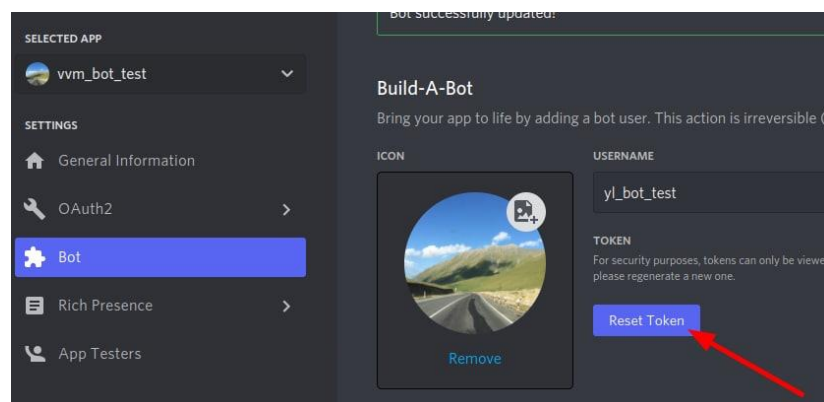 Bot successfully updated!
SELECTED APP
vvm_bot_test
SETTINGS
General Information
OAuth2
Bot
Rich Presence
App Testers
Build-A-Bot
Bring your app to life by adding a bot user. This action is irreversible (
ICON
Remove
USERNAME
yl_bot_test
TOKEN
For security purposes, tokens can only be viewe
please regenerate a new one.
Reset Token